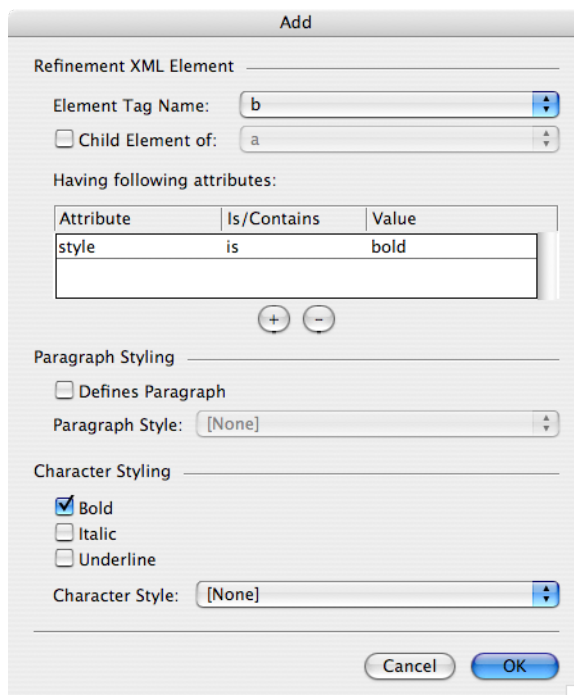 Add
Refinement XML Element
Element Tag Name: b
Child Element of: a
Having following attributes:
Attribute Is/Contains Value
style is bold
+ -
Paragraph Styling
Defines Paragraph
Paragraph Style: [None]
Character Styling
Bold
Italic
Underline
Character Style: [None]
Cancel OK